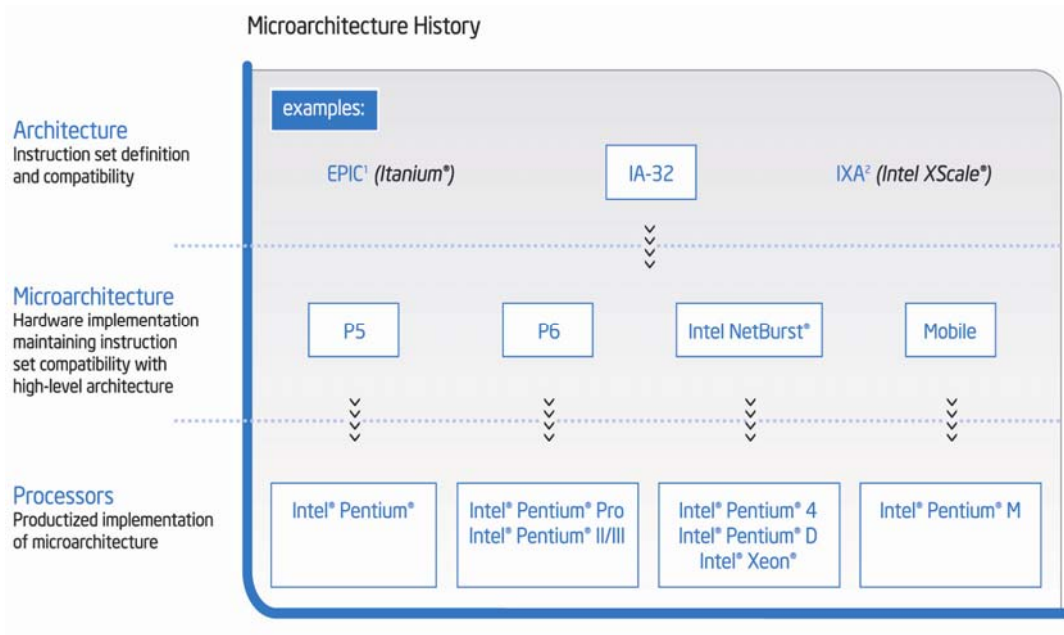 Microarchitecture History
examples:
Architecture
Instruction set definition
and compatibility
EPIC¹ (Itanium®)
IA-32
IXA² (Intel XScale®)
Microarchitecture
Hardware implementation
maintaining instruction
set compatibility with
high-level architecture
P5
P6
Intel NetBurst®
Mobile
Processors
Productized implementation
of microarchitecture
Intel® Pentium®
Intel® Pentium® Pro
Intel® Pentium® II/III
Intel® Pentium® 4
Intel® Pentium® D
Intel® Xeon®
Intel® Pentium® M